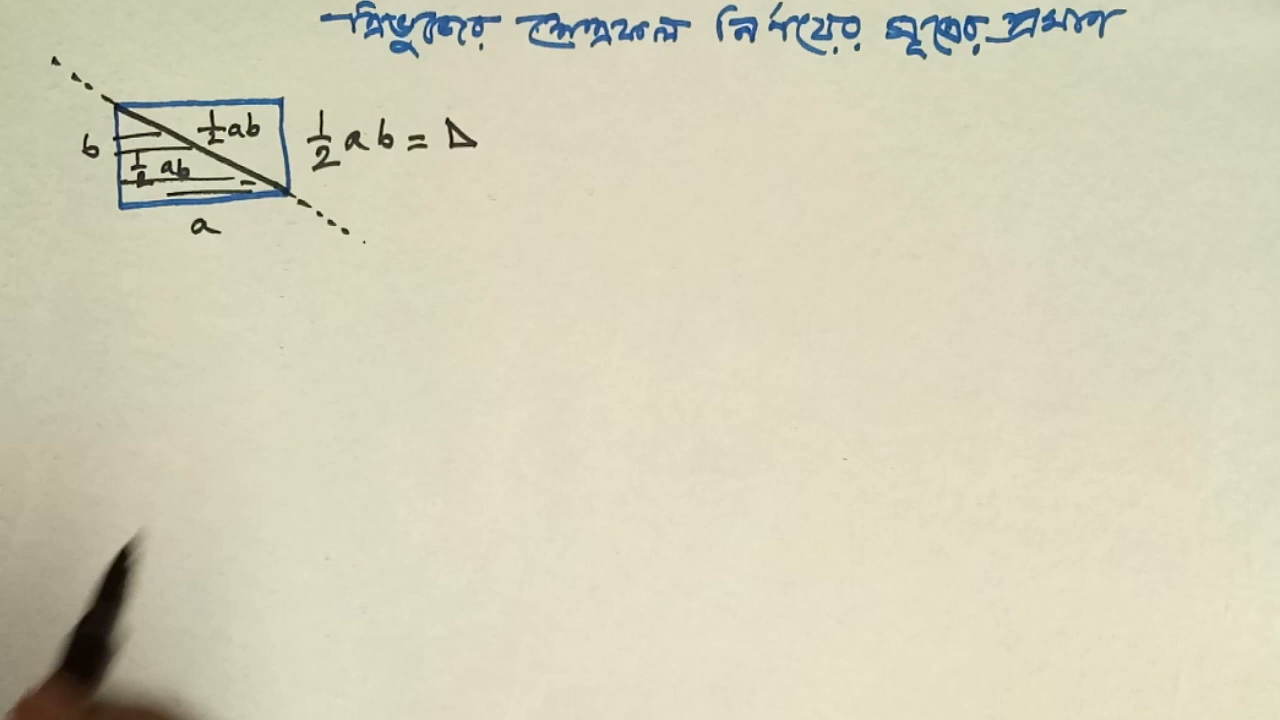 ত্রিভুজের ক্ষেত্রফল নির্ণয়ের সূত্রের প্রমাণ
b
½ab
½ab
a
½ab = Δ